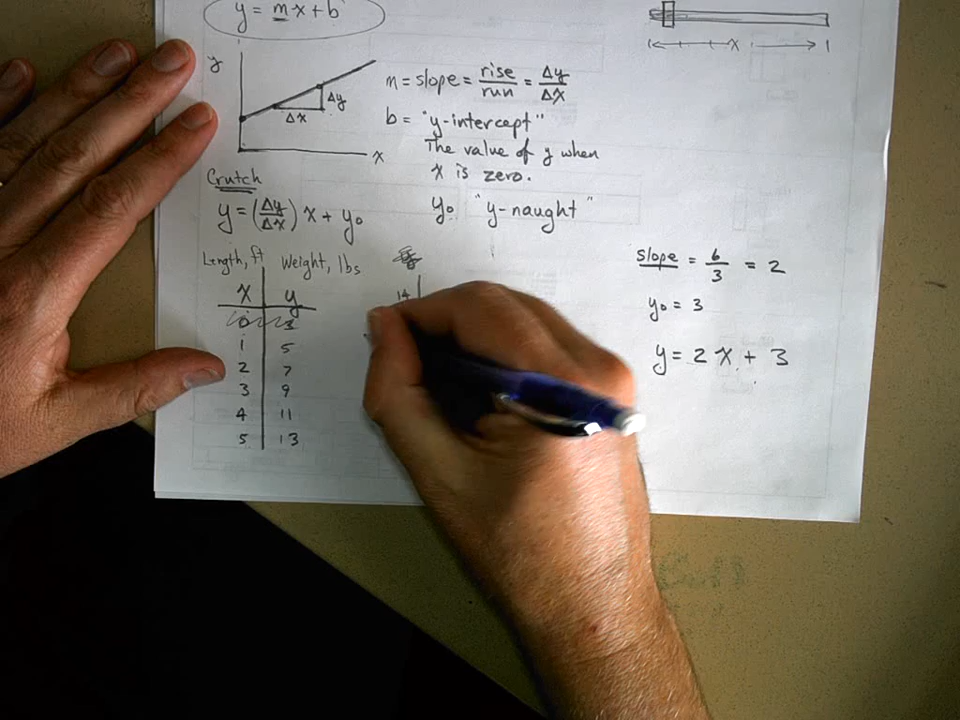 y = mx + b
x
y
Δy
Δx
x
m = slope = rise/run = Δy/Δx
b = "y-intercept"
The value of y when
x is zero.
Crutch
y = (Δy/Δx) x + y₀
y₀ "y-naught"
Length, ft Weight, lbs
x y
0 3
1 5
2 7
3 9
4 11
5 13
14
slope = 6/3 = 2
y₀ = 3
y = 2x + 3